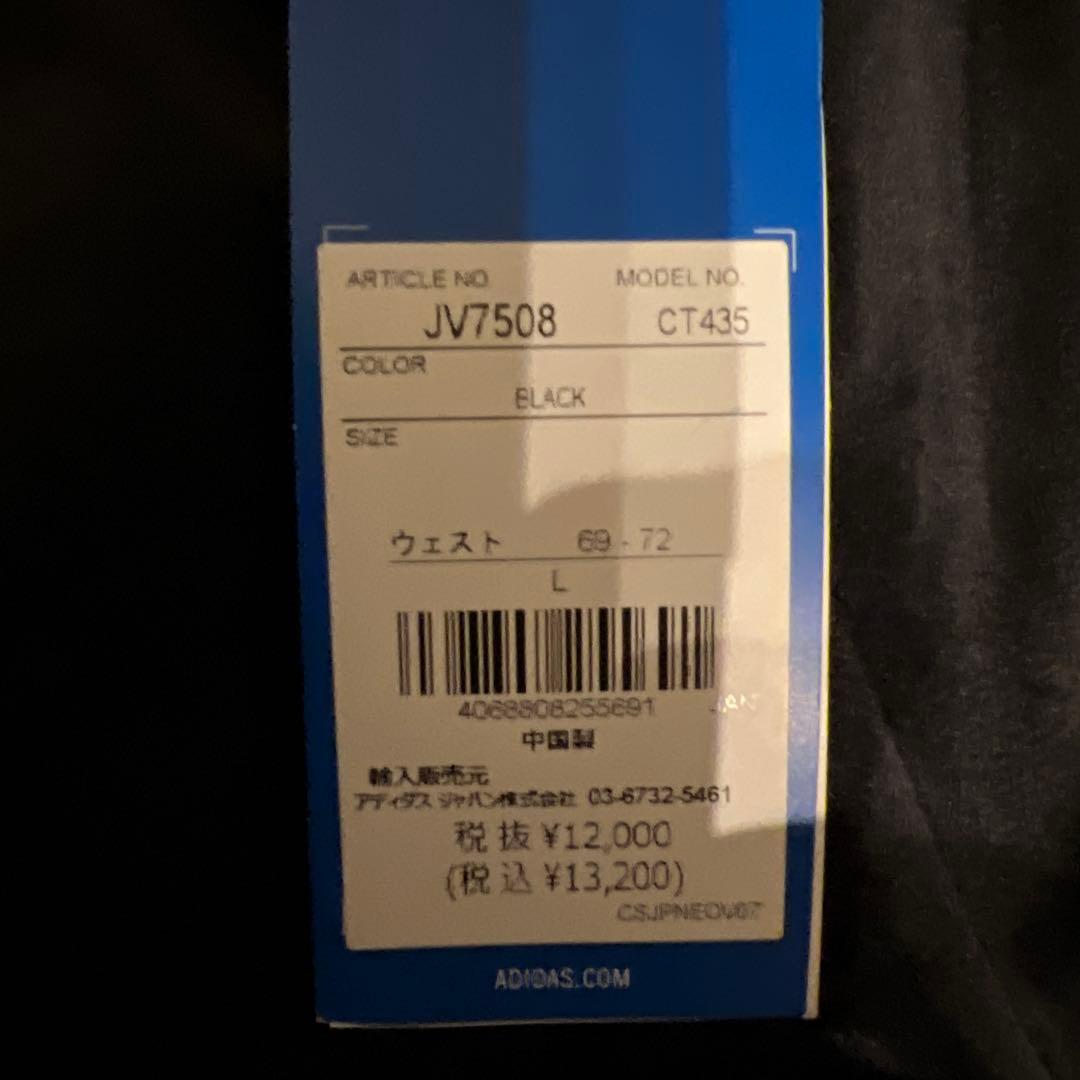 ARTICLE NO. MODEL NO.
JV7508 CT435
COLOR
BLACK
SIZE
ウェスト 69 - 72
L
4068808255691
中国製
輸入販売元
アディダス ジャパン株式会社 03-6732-5461
税抜 ¥12,000
(税込 ¥13,200)
ADIDAS.COM